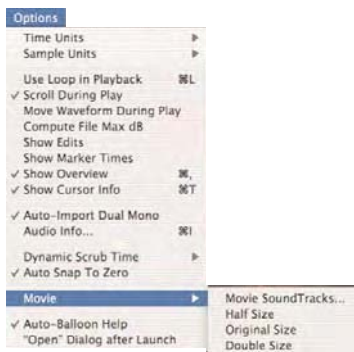 Options
Time Units
Sample Units
Use Loop in Playback ⌘L
Scroll During Play
Move Waveform During Play
Compute File Max dB
Show Edits
Show Marker Times
Show Overview ⌘,
Show Cursor Info ⌘T
Auto-Import Dual Mono
Audio Info... ⌘I
Dynamic Scrub Time
Auto Snap To Zero
Movie
Movie SoundTracks...
Half Size
Original Size
Double Size
Auto-Balloon Help
"Open" Dialog after Launch